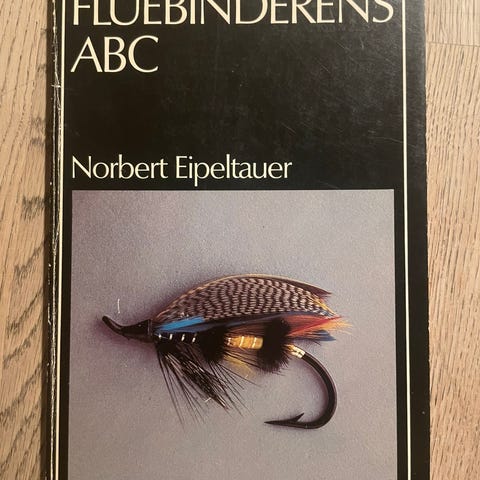 FLUEBINDERENS
ABC
Norbert Eipeltauer